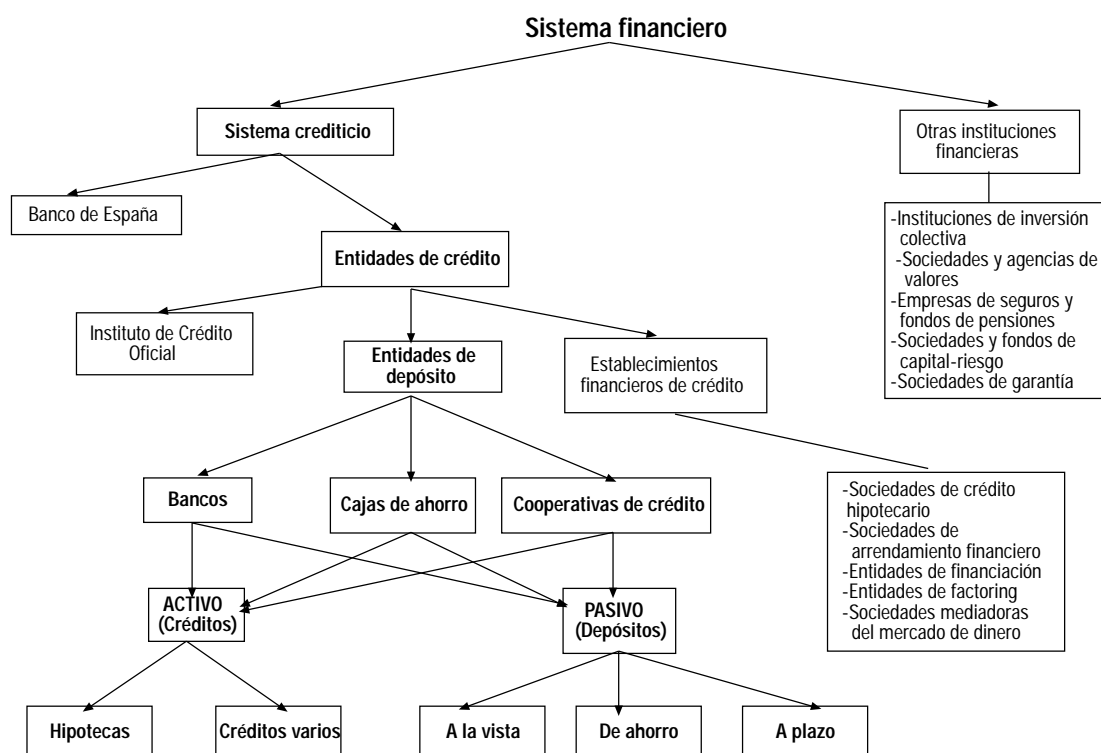 Sistema financiero
Sistema crediticio
Otras instituciones
financieras
Banco de España
-Instituciones de inversión
colectiva
-Sociedades y agencias de
valores
-Empresas de seguros y
fondos de pensiones
-Sociedades y fondos de
capital-riesgo
-Sociedades de garantía
Entidades de crédito
Instituto de Crédito
Oficial
Entidades de
depósito
Establecimientos
financieros de crédito
Bancos
Cajas de ahorro
Cooperativas de crédito
-Sociedades de crédito
hipotecario
-Sociedades de
arrendamiento financiero
-Entidades de financiación
-Entidades de factoring
-Sociedades mediadoras
del mercado de dinero
ACTIVO
(Créditos)
PASIVO
(Depósitos)
Hipotecas
Créditos varios
A la vista
De ahorro
A plazo